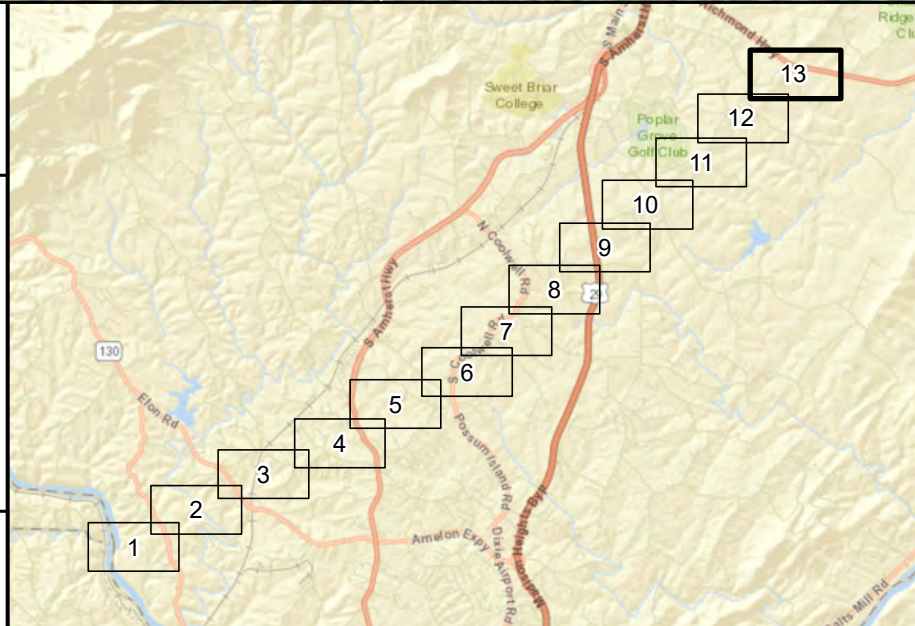 Richmond Hwy
Ridge
Clu
S Main
S Amherst H
13
Sweet Briar
College
12
Poplar
Grove
Golf Club
11
10
N Coolwell Rd
9
8
29
S Amherst Hwy
7
S Coolwell Rd
130
6
5
Elon Rd
4
Possum Island Rd
3
2
Madison Heights Byp
Amelon Expy
Dixie Airport Rd
1
alts Mill Rd